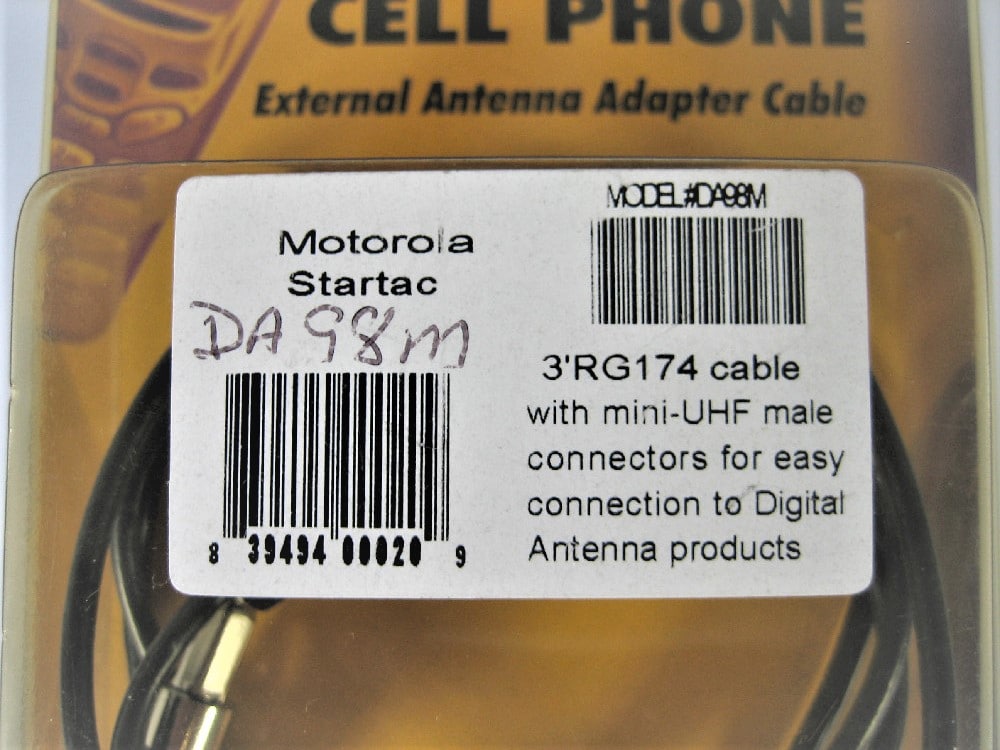 CELL PHONE
External Antenna Adapter Cable
MODEL#DA98M
Motorola
Startac
DA98M
8 39494 00020 9
3'RG174 cable
with mini-UHF male
connectors for easy
connection to Digital
Antenna products